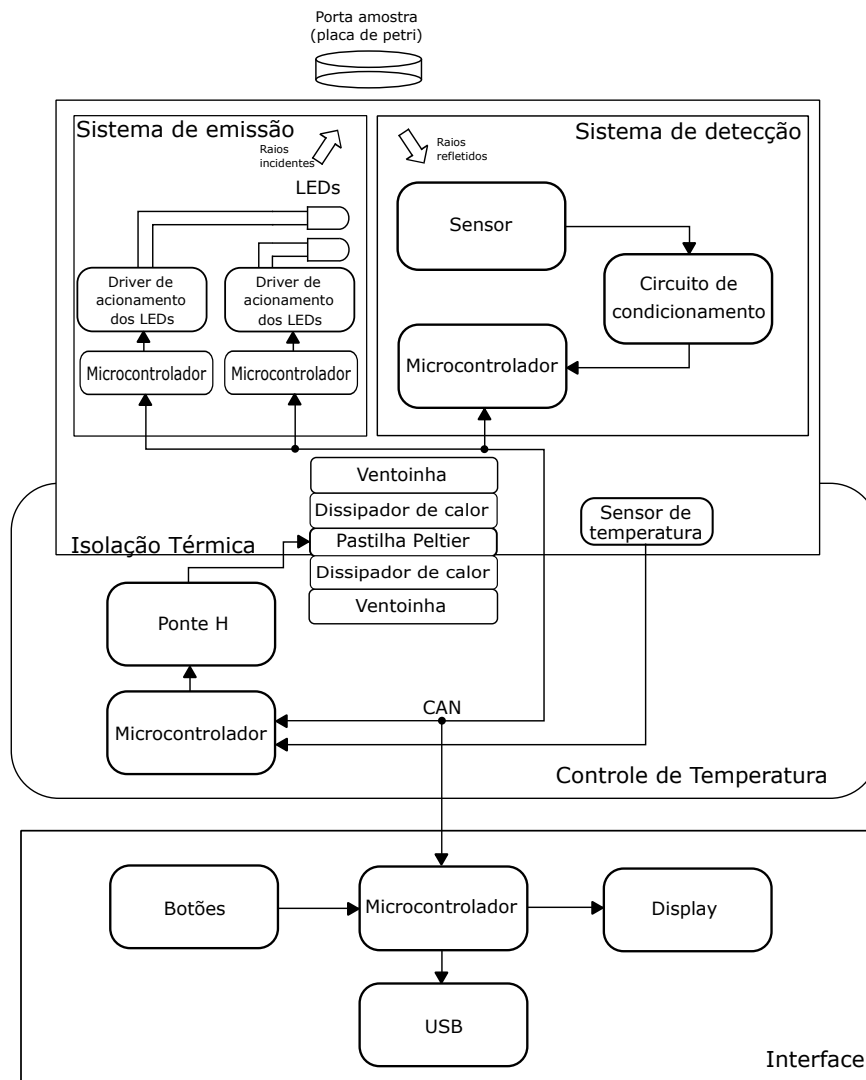 Porta amostra
(placa de petri)
Sistema de emissão
Raios
incidentes
LEDs
Driver de
acionamento
dos LEDs
Driver de
acionamento
dos LEDs
Microcontrolador
Microcontrolador
Sistema de detecção
Raios
refletidos
Sensor
Circuito de
condicionamento
Microcontrolador
Ventoinha
Dissipador de calor
Pastilha Peltier
Dissipador de calor
Ventoinha
Sensor de
temperatura
Isolação Térmica
Ponte H
Microcontrolador
CAN
Controle de Temperatura
Botões
Microcontrolador
Display
USB
Interface